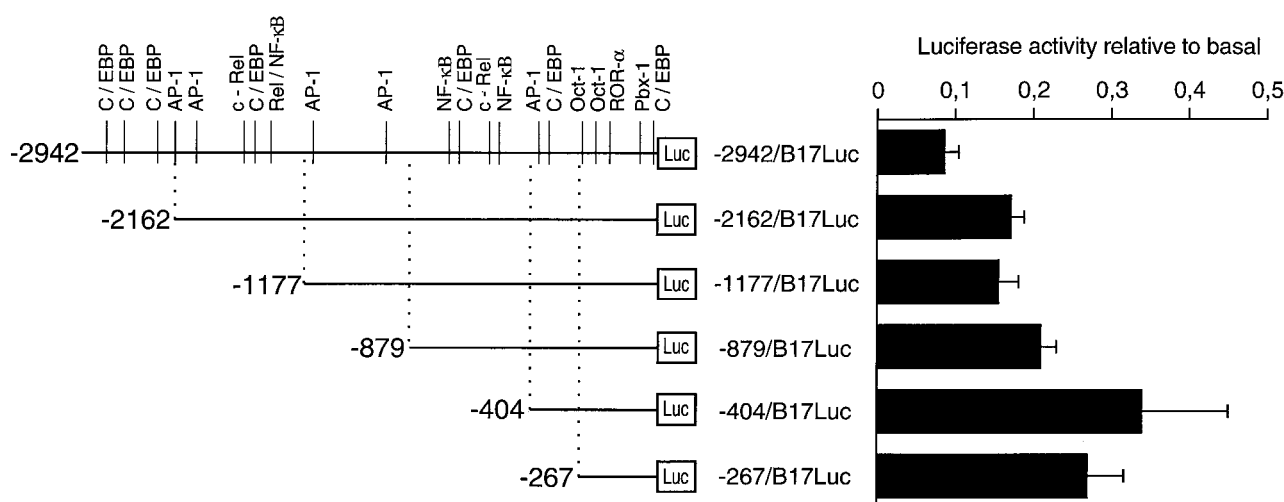 Luciferase activity relative to basal
C / EBP
C / EBP
C / EBP
AP-1
AP-1
c - Rel
C / EBP
Rel / NF-κB
AP-1
AP-1
NF-κB
C / EBP
c - Rel
NF-κB
AP-1
C / EBP
Oct-1
Oct-1
ROR-α
Pbx-1
C / EBP
0 0,1 0,2 0,3 0,4 0,5
-2942 Luc -2942/B17Luc
-2162 Luc -2162/B17Luc
-1177 Luc -1177/B17Luc
-879 Luc -879/B17Luc
-404 Luc -404/B17Luc
-267 Luc -267/B17Luc